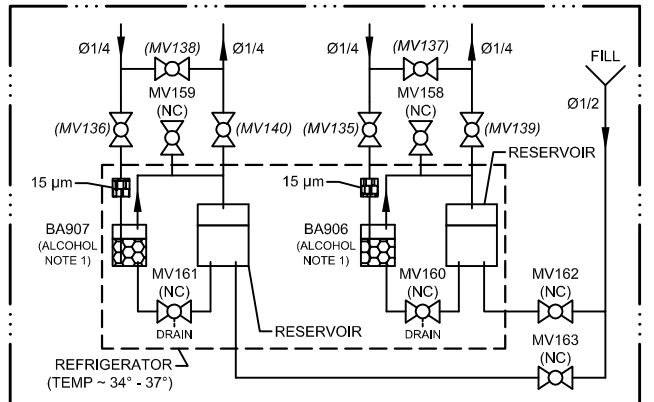 (MV138)
(MV137)
Ø1/4
Ø1/4
Ø1/4
Ø1/4
FILL
MV159
(NC)
MV158
(NC)
Ø1/2
(MV136)
(MV140)
(MV135)
(MV139)
RESERVOIR
15 µm
15 µm
BA907
(ALCOHOL
NOTE 1)
BA906
(ALCOHOL
NOTE 1)
MV161
(NC)
MV160
(NC)
MV162
(NC)
DRAIN
DRAIN
RESERVOIR
MV163
(NC)
REFRIGERATOR
(TEMP ~ 34° - 37°)